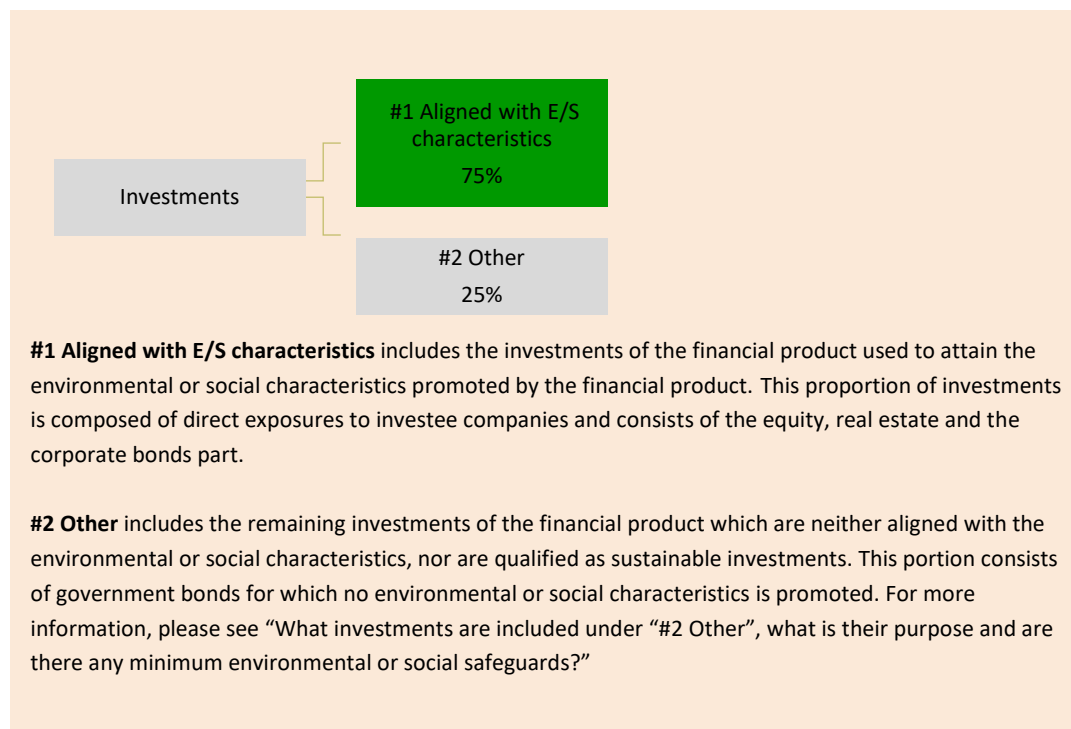 #1 Aligned with E/S
characteristics
75%
Investments
#2 Other
25%
#1 Aligned with E/S characteristics includes the investments of the financial product used to attain the
environmental or social characteristics promoted by the financial product. This proportion of investments
is composed of direct exposures to investee companies and consists of the equity, real estate and the
corporate bonds part.
#2 Other includes the remaining investments of the financial product which are neither aligned with the
environmental or social characteristics, nor are qualified as sustainable investments. This portion consists
of government bonds for which no environmental or social characteristics is promoted. For more
information, please see “What investments are included under “#2 Other”, what is their purpose and are
there any minimum environmental or social safeguards?”